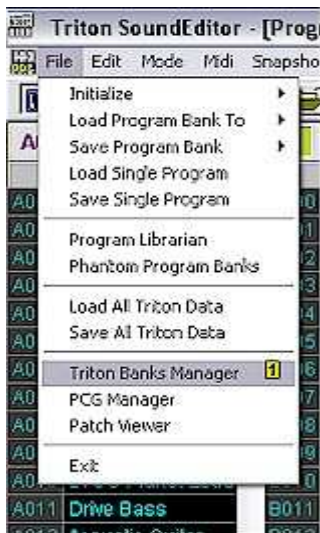 Triton SoundEditor - [Progr
File Edit Mode Midi Snapsho
Initialize
Load Program Bank To
Save Program Bank
Load Single Program
Save Single Program
Program Librarian
Phantom Program Banks
Load All Triton Data
Save All Triton Data
Triton Banks Manager 1
PCG Manager
Patch Viewer
Exit
A011 Drive Bass B011